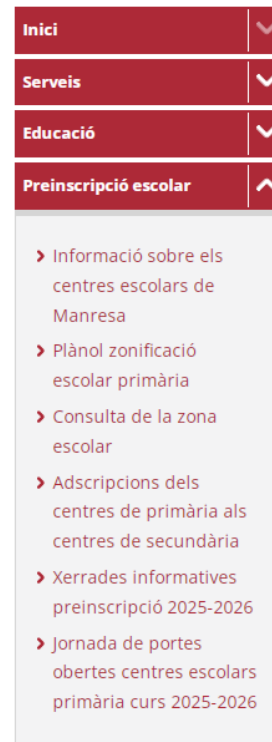 Inici
Serveis
Educació
Preinscripció escolar
Informació sobre els
centres escolars de
Manresa
Plànol zonificació
escolar primària
Consulta de la zona
escolar
Adscripcions dels
centres de primària als
centres de secundària
Xerrades informatives
preinscripció 2025-2026
Jornada de portes
obertes centres escolars
primària curs 2025-2026